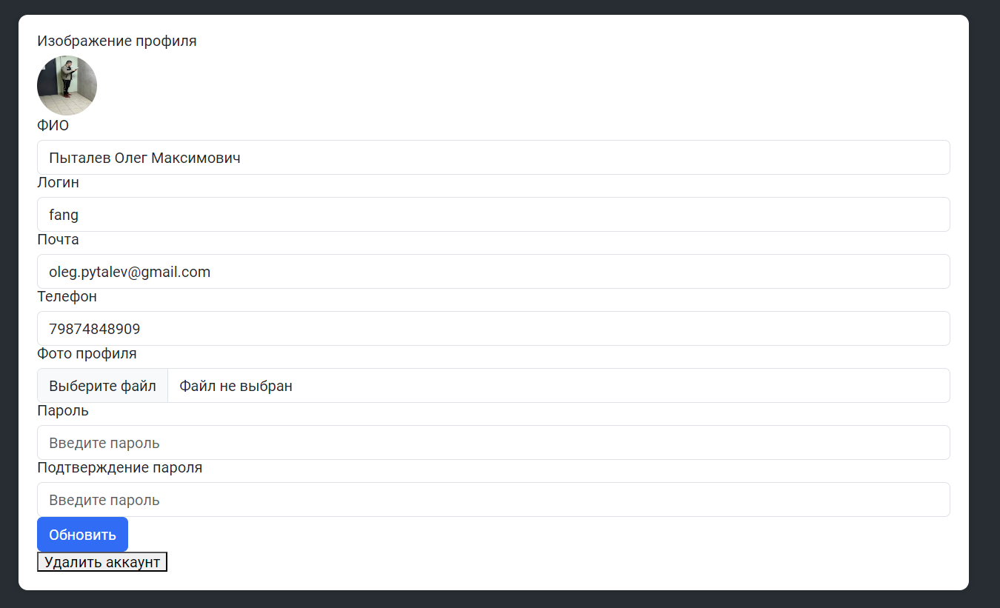 Изображение профиля
ФИО
Пыталев Олег Максимович
Логин
fang
Почта
oleg.pytalev@gmail.com
Телефон
79874848909
Фото профиля
Выберите файл Файл не выбран
Пароль
Введите пароль
Подтверждение пароля
Введите пароль
Обновить
Удалить аккаунт